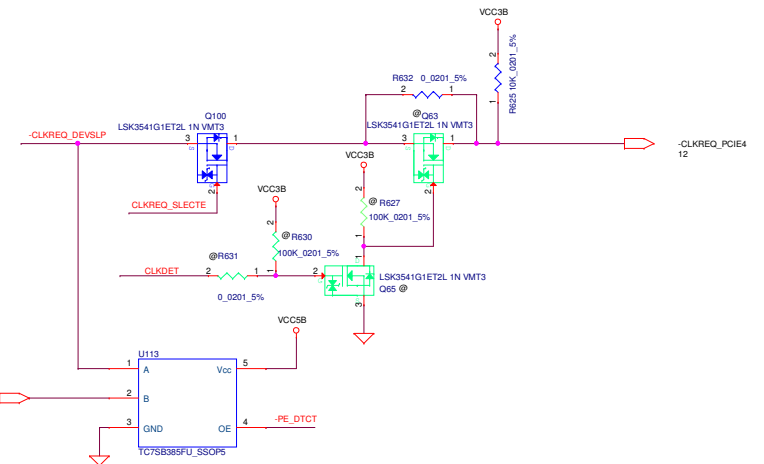 VCC3B
2
R632 0_0201_5%
2 1
R625 10K_0201_5%
1
Q100
LSK3541G1ET2L 1N VMT3
@Q63
LSK3541G1ET2L 1N VMT3
-CLKREQ_DEVSLP
3 1
S D
3 1
S D
-CLKREQ_PCIE4
12
2
2
CLKREQ_SLECTE
VCC3B
2
@R627
100K_0201_5%
1
VCC3B
2
@R630
100K_0201_5%
1
@R631
CLKDET
2 1
0_0201_5%
2
LSK3541G1ET2L 1N VMT3
Q65 @
3
VCC5B
U113
1 A Vcc 5
2 B
3 GND OE 4
-PE_DTCT
TC7SB385FU_SSOP5